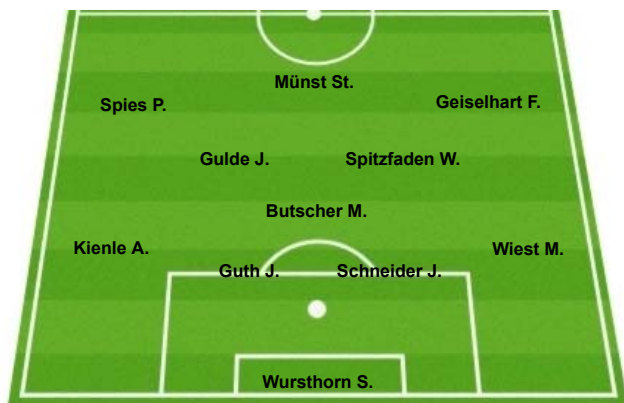 Münst St.
Spies P.
Geiselhart F.
Gulde J.
Spitzfaden W.
Butscher M.
Kienle A.
Wiest M.
Guth J.
Schneider J.
Wursthorn S.